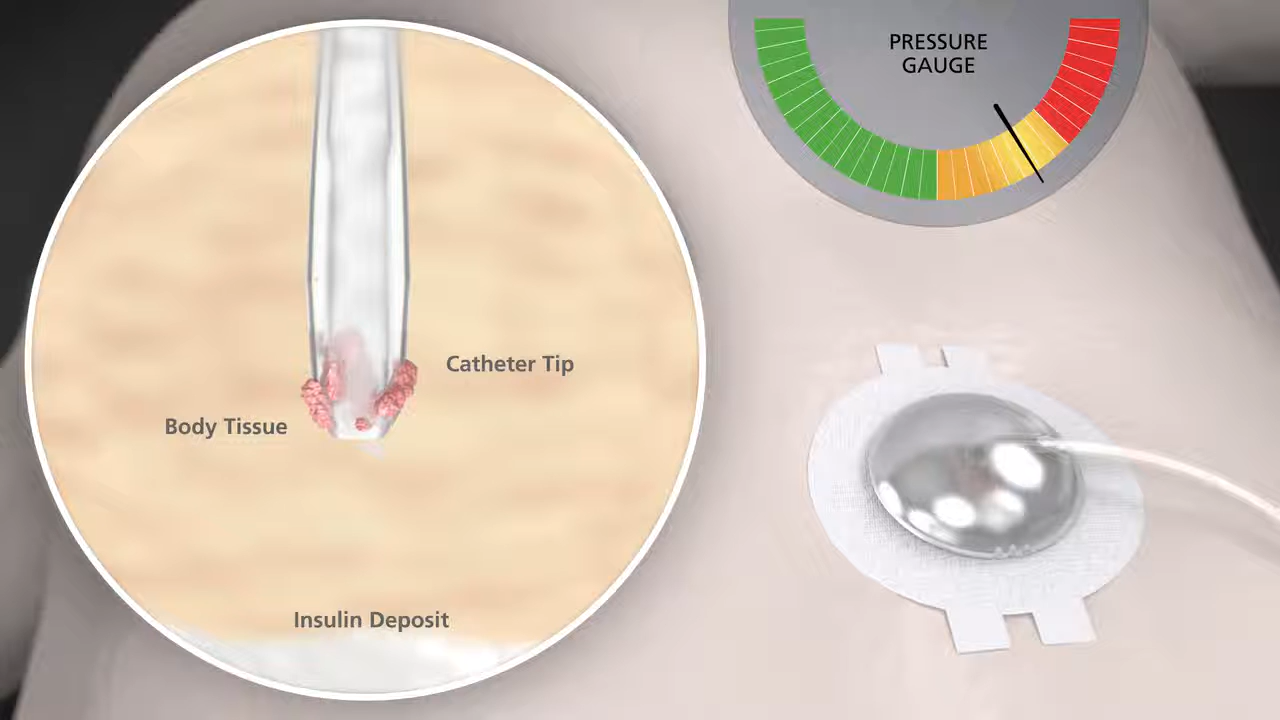 PRESSURE
GAUGE
Catheter Tip
Body Tissue
Insulin Deposit